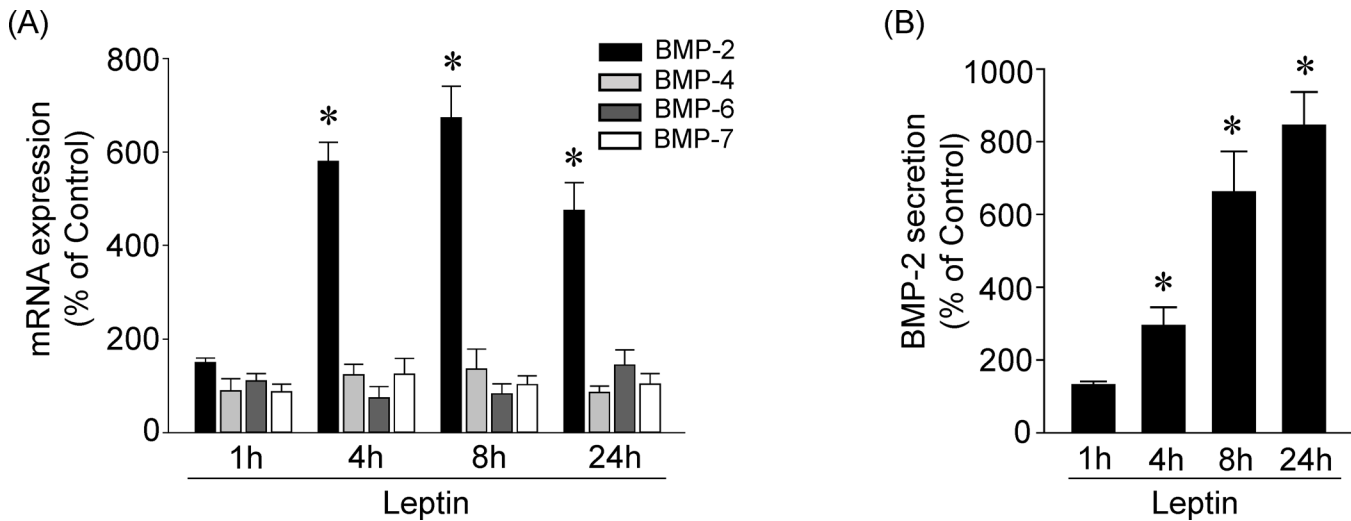 (A)
mRNA expression
(% of Control)
800
600
400
200
0
BMP-2
BMP-4
BMP-6
BMP-7
*
*
*
1h 4h 8h 24h
Leptin
(B)
BMP-2 secretion
(% of Control)
1000
800
600
400
200
0
*
*
*
1h 4h 8h 24h
Leptin